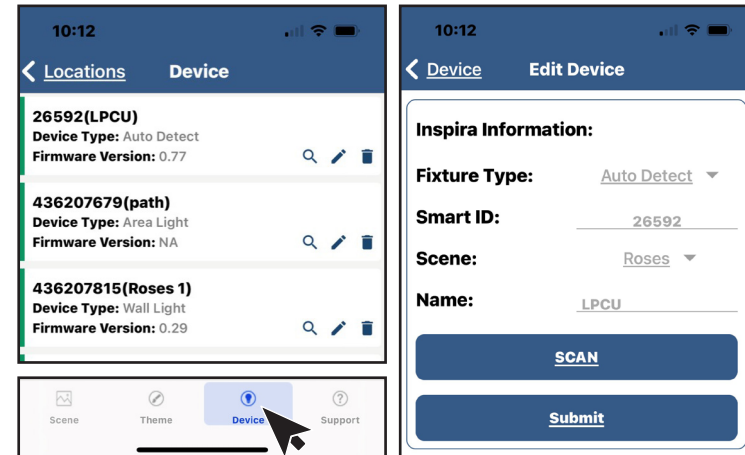 10:12
Locations Device
26592(LPCU)
Device Type: Auto Detect
Firmware Version: 0.77
436207679(path)
Device Type: Area Light
Firmware Version: NA
436207815(Roses 1)
Device Type: Wall Light
Firmware Version: 0.29
Scene Theme Device Support
10:12
Device Edit Device
Inspira Information:
Fixture Type: Auto Detect
Smart ID: 26592
Scene: Roses
Name: LPCU
SCAN
Submit